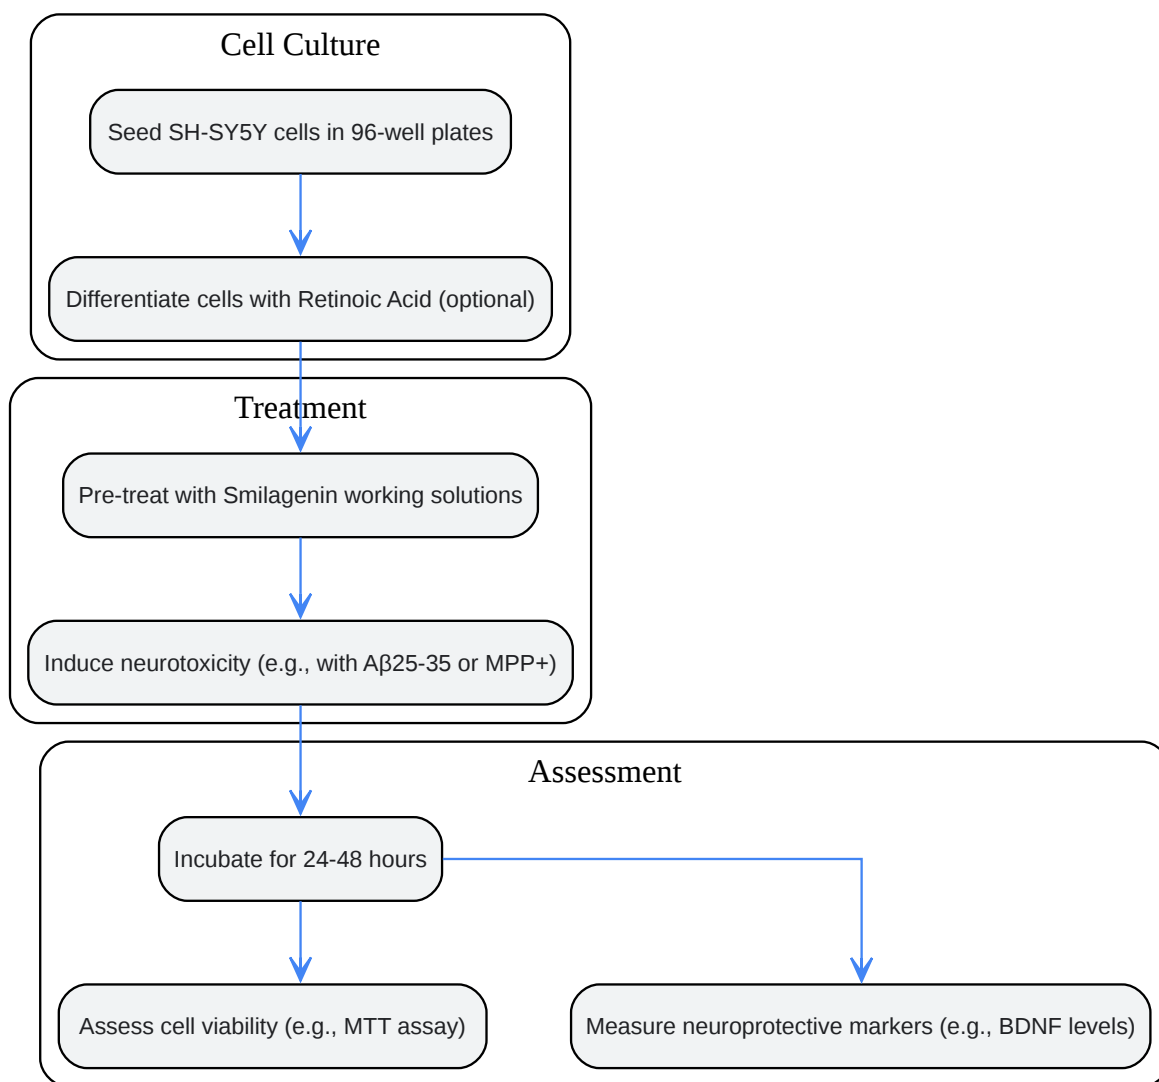 Cell Culture
Seed SH-SY5Y cells in 96-well plates
Differentiate cells with Retinoic Acid (optional)
Treatment
Pre-treat with Smilagenin working solutions
Induce neurotoxicity (e.g., with Aβ25-35 or MPP+)
Assessment
Incubate for 24-48 hours
Assess cell viability (e.g., MTT assay)
Measure neuroprotective markers (e.g., BDNF levels)